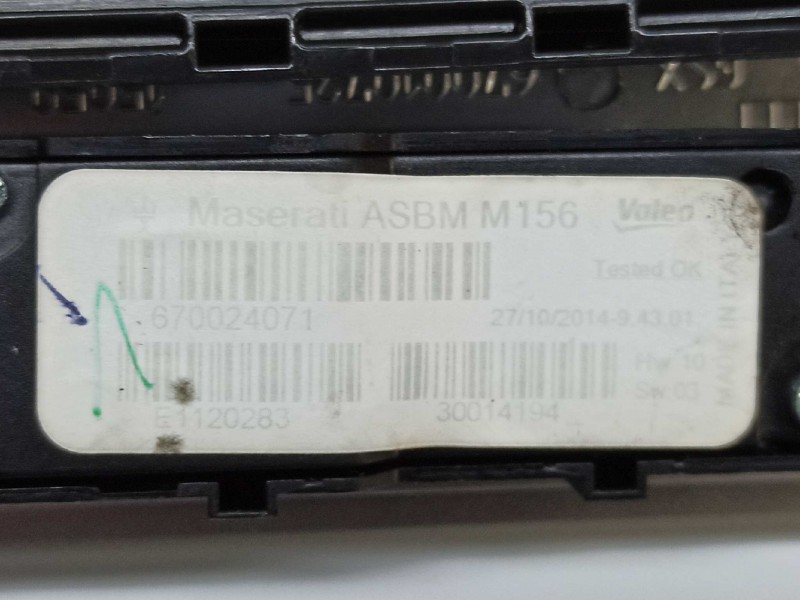 Maserati ASBM M156 Valeo
Tested OK
670024071 27/10/2014-9.43.01
Hw 10
Sw 03
E1120283 30014194
MADE IN ITALY